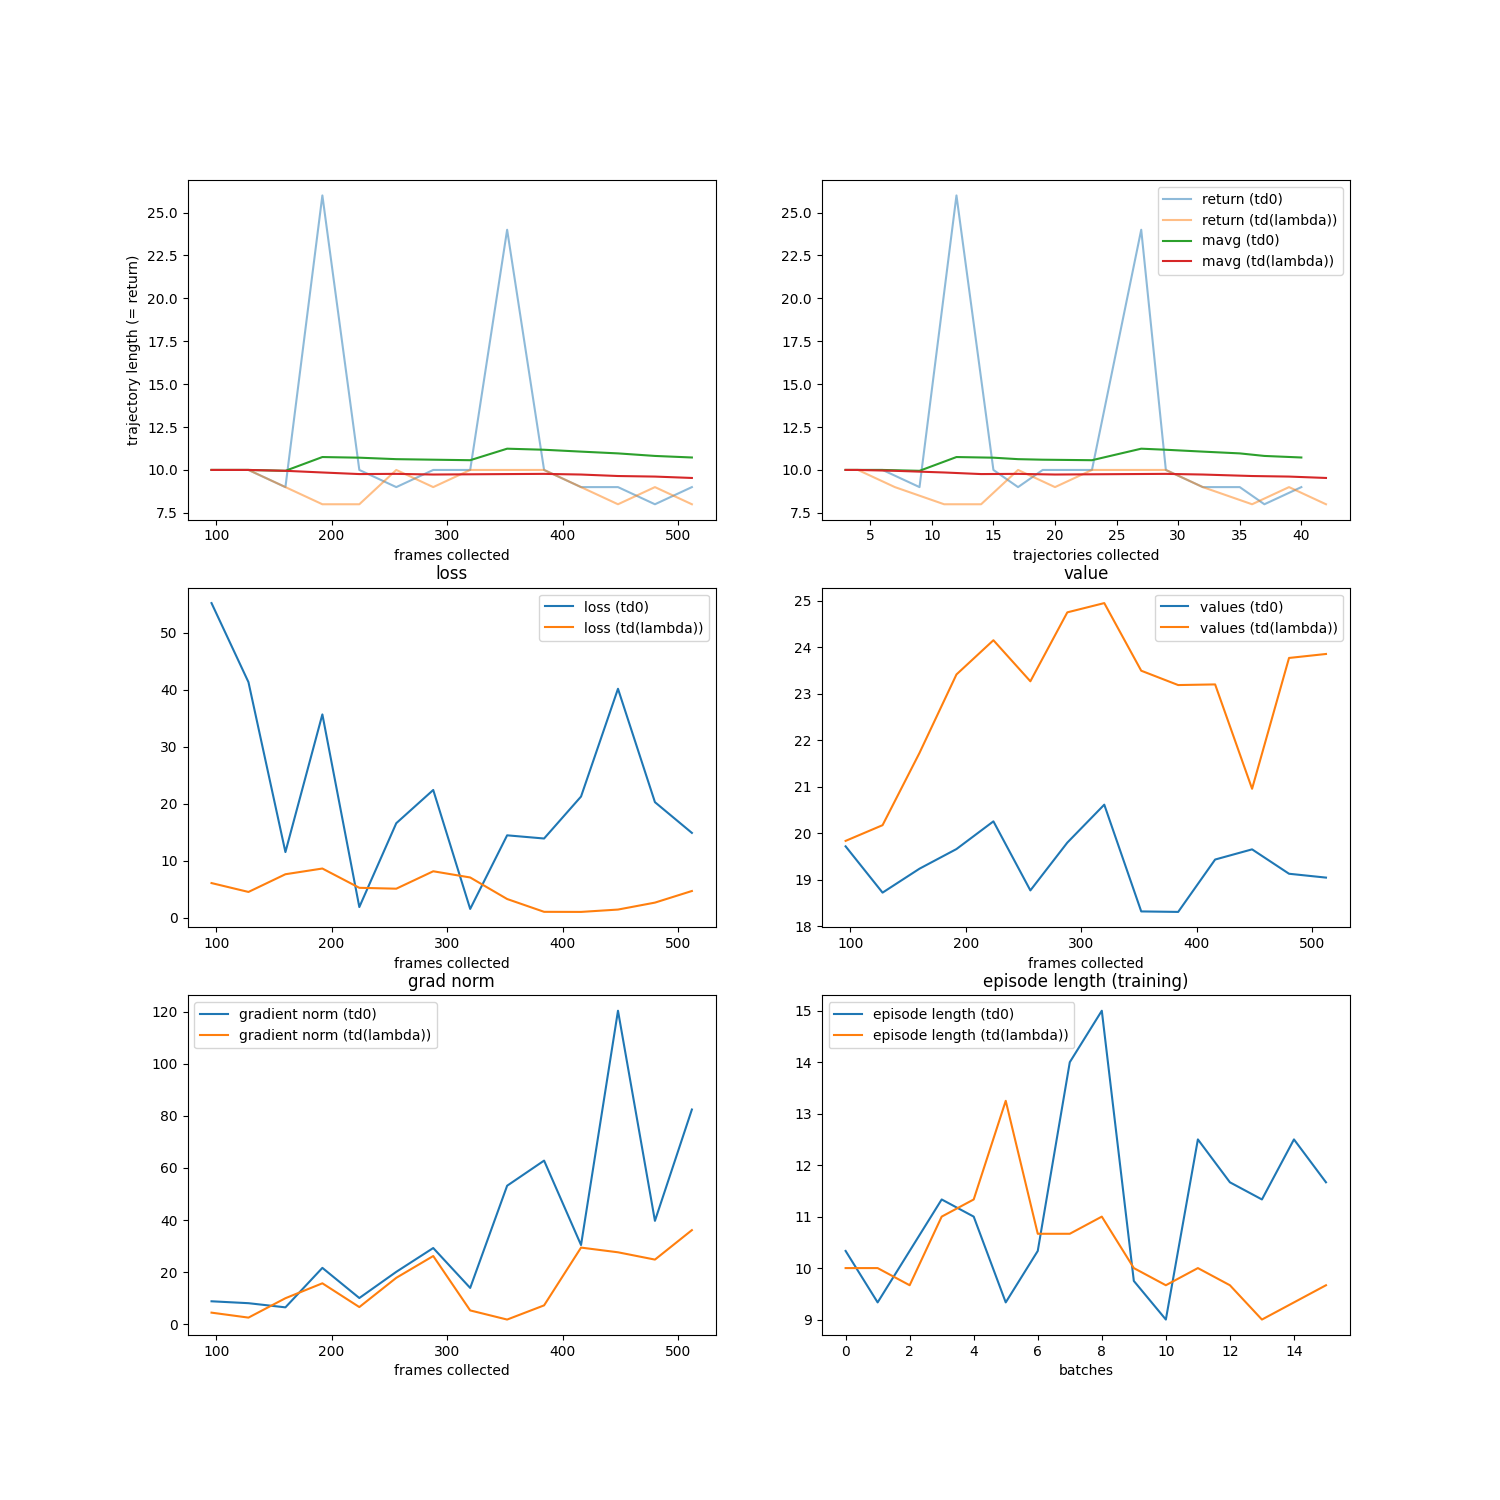 25.0
22.5
20.0
17.5
15.0
12.5
10.0
7.5
trajectory length (= return)
100 200 300 400 500
frames collected
return (td0)
return (td(lambda))
mavg (td0)
mavg (td(lambda))
25.0
22.5
20.0
17.5
15.0
12.5
10.0
7.5
5 10 15 20 25 30 35 40
trajectories collected
loss
loss (td0)
loss (td(lambda))
50
40
30
20
10
0
100 200 300 400 500
frames collected
value
values (td0)
values (td(lambda))
25
24
23
22
21
20
19
18
100 200 300 400 500
frames collected
grad norm
gradient norm (td0)
gradient norm (td(lambda))
120
100
80
60
40
20
0
100 200 300 400 500
frames collected
episode length (training)
episode length (td0)
episode length (td(lambda))
15
14
13
12
11
10
9
0 2 4 6 8 10 12 14
batches